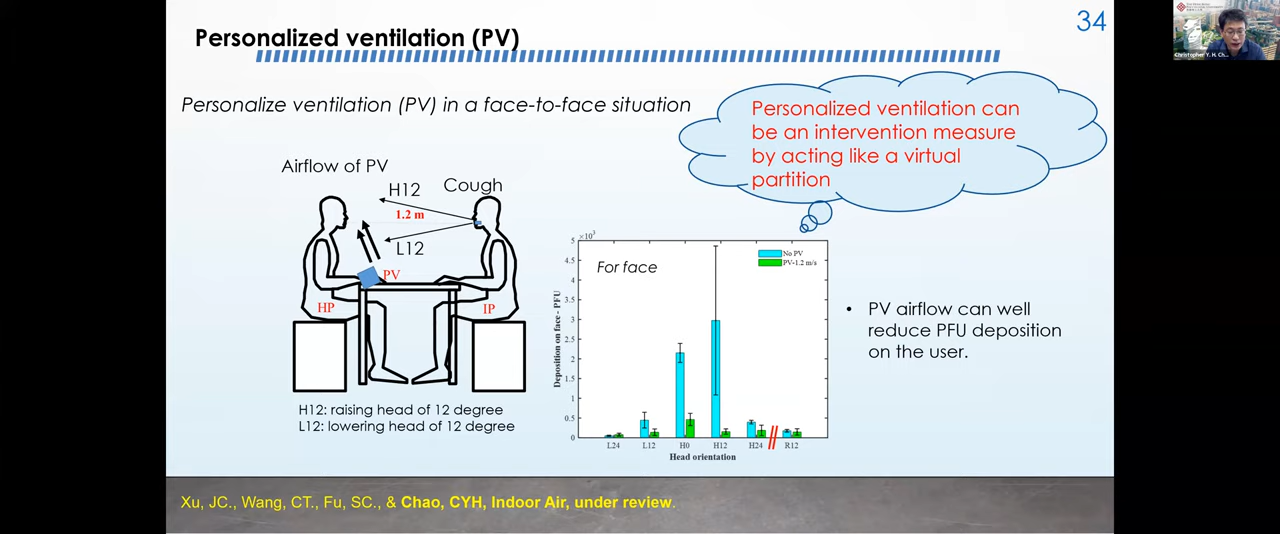 Personalized ventilation (PV)
34
Personalize ventilation (PV) in a face-to-face situation
Personalized ventilation can
be an intervention measure
by acting like a virtual
partition
Airflow of PV
H12
Cough
1.2 m
L12
PV
HP
IP
H12: raising head of 12 degree
L12: lowering head of 12 degree
×10³
For face
No PV
PV-1.2 m/s
Deposition on face - PFU
5
4.5
4
3.5
3
2.5
2
1.5
1
0.5
0
L24
L12
H0
H12
H24
R12
Head orientation
• PV airflow can well
reduce PFU deposition
on the user.
Xu, JC., Wang, CT., Fu, SC., & Chao, CYH, Indoor Air, under review.
Christopher Y. H. Ch...